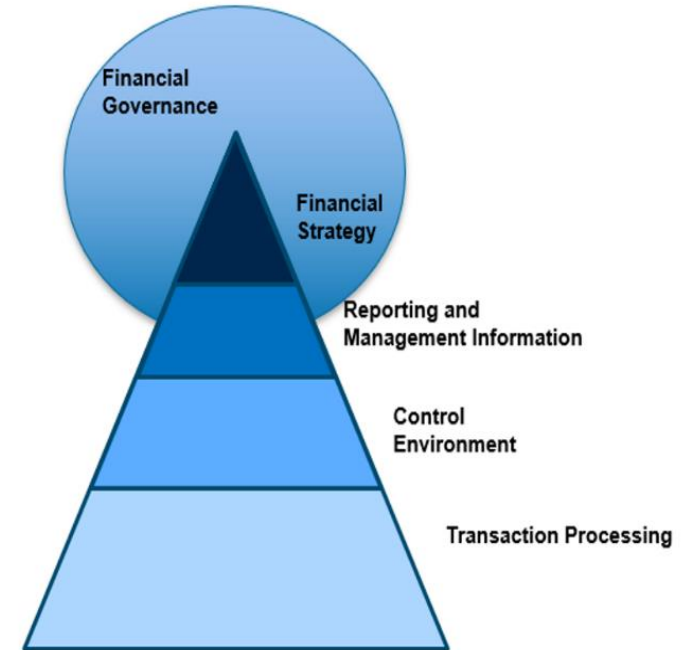 Financial
Governance
Financial
Strategy
Reporting and
Management Information
Control
Environment
Transaction Processing